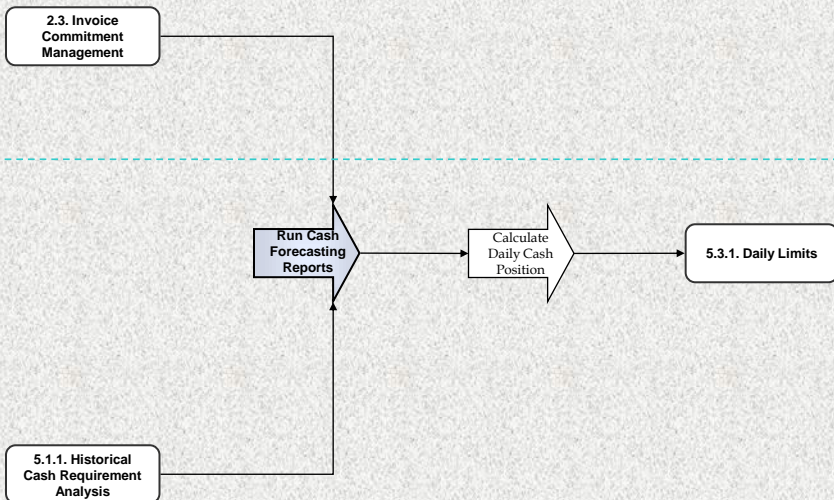 2.3. Invoice
Commitment
Management
Run Cash
Forecasting
Reports
Calculate
Daily Cash
Position
5.3.1. Daily Limits
5.1.1. Historical
Cash Requirement
Analysis